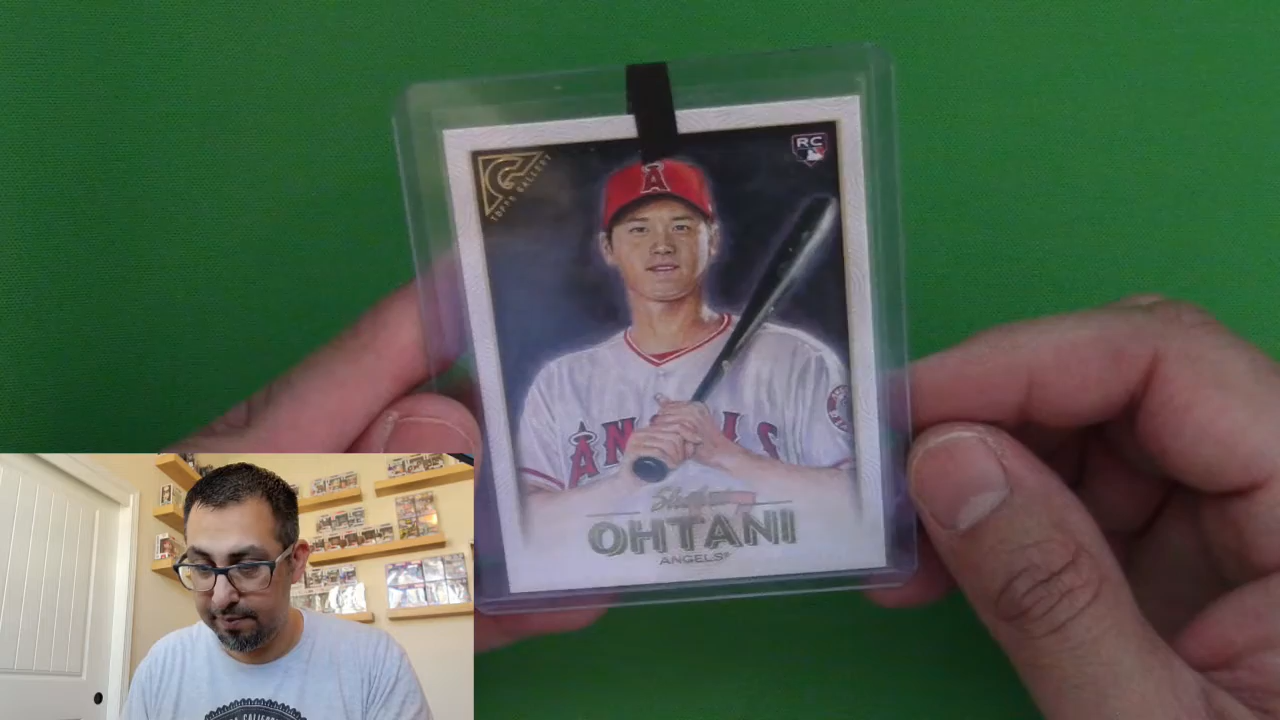 RC
TOPPS GALLERY
A
ANGELS
OHTANI
ANGELS®